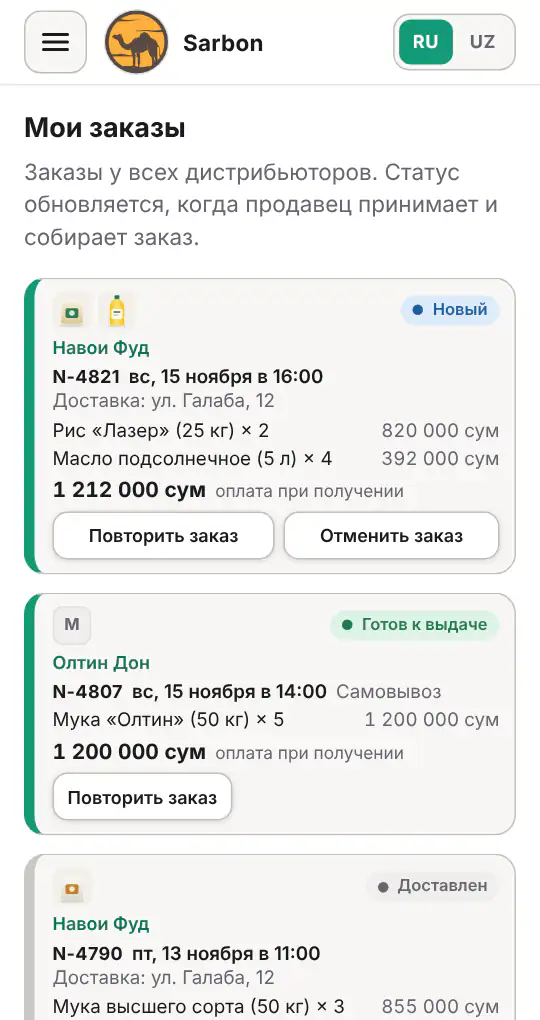 Sarbon
RU UZ
Мои заказы
Заказы у всех дистрибьюторов. Статус
обновляется, когда продавец принимает и
собирает заказ.
Новый
Навои Фуд
N-4821 вс, 15 ноября в 16:00
Доставка: ул. Галаба, 12
Рис «Лазер» (25 кг) × 2 820 000 сум
Масло подсолнечное (5 л) × 4 392 000 сум
1 212 000 сум оплата при получении
Повторить заказ Отменить заказ
M Готов к выдаче
Олтин Дон
N-4807 вс, 15 ноября в 14:00 Самовывоз
Мука «Олтин» (50 кг) × 5 1 200 000 сум
1 200 000 сум оплата при получении
Повторить заказ
Доставлен
Навои Фуд
N-4790 пт, 13 ноября в 11:00
Доставка: ул. Галаба, 12
Мука высшего сорта (50 кг) × 3 855 000 сум